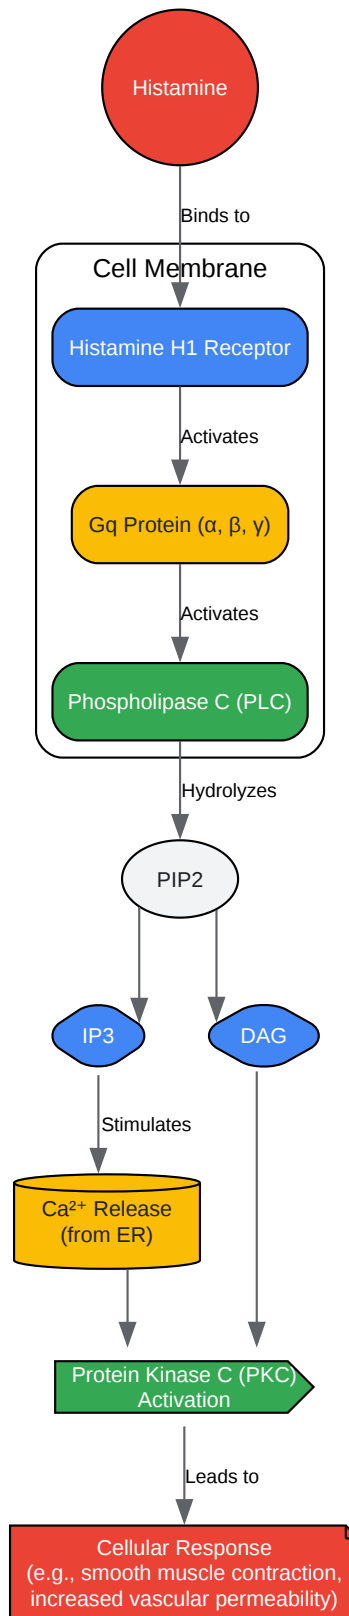 Histamine
Binds to
Cell Membrane
Histamine H1 Receptor
Activates
Gq Protein (α, β, γ)
Activates
Phospholipase C (PLC)
Hydrolyzes
PIP2
IP3
DAG
Stimulates
Ca²⁺ Release
(from ER)
Protein Kinase C (PKC)
Activation
Leads to
Cellular Response
(e.g., smooth muscle contraction,
increased vascular permeability)